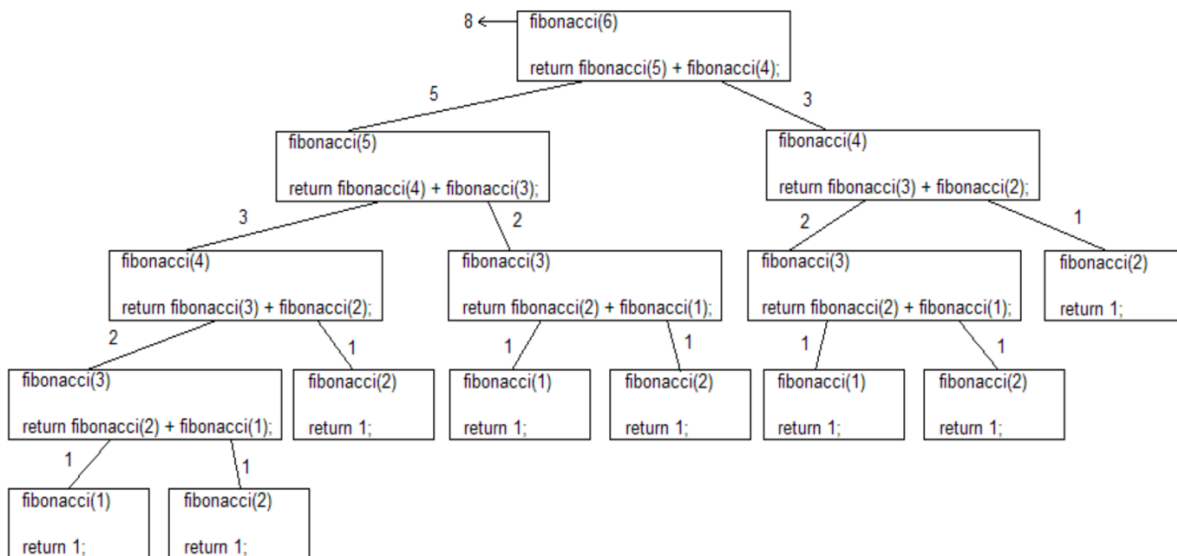 8
fibonacci(6)
return fibonacci(5) + fibonacci(4);
5
3
fibonacci(5)
return fibonacci(4) + fibonacci(3);
fibonacci(4)
return fibonacci(3) + fibonacci(2);
3
2
2
1
fibonacci(4)
return fibonacci(3) + fibonacci(2);
fibonacci(3)
return fibonacci(2) + fibonacci(1);
fibonacci(3)
return fibonacci(2) + fibonacci(1);
fibonacci(2)
return 1;
2
1
1
1
1
1
fibonacci(3)
return fibonacci(2) + fibonacci(1);
fibonacci(2)
return 1;
fibonacci(1)
return 1;
fibonacci(2)
return 1;
fibonacci(1)
return 1;
fibonacci(2)
return 1;
1
1
fibonacci(1)
return 1;
fibonacci(2)
return 1;